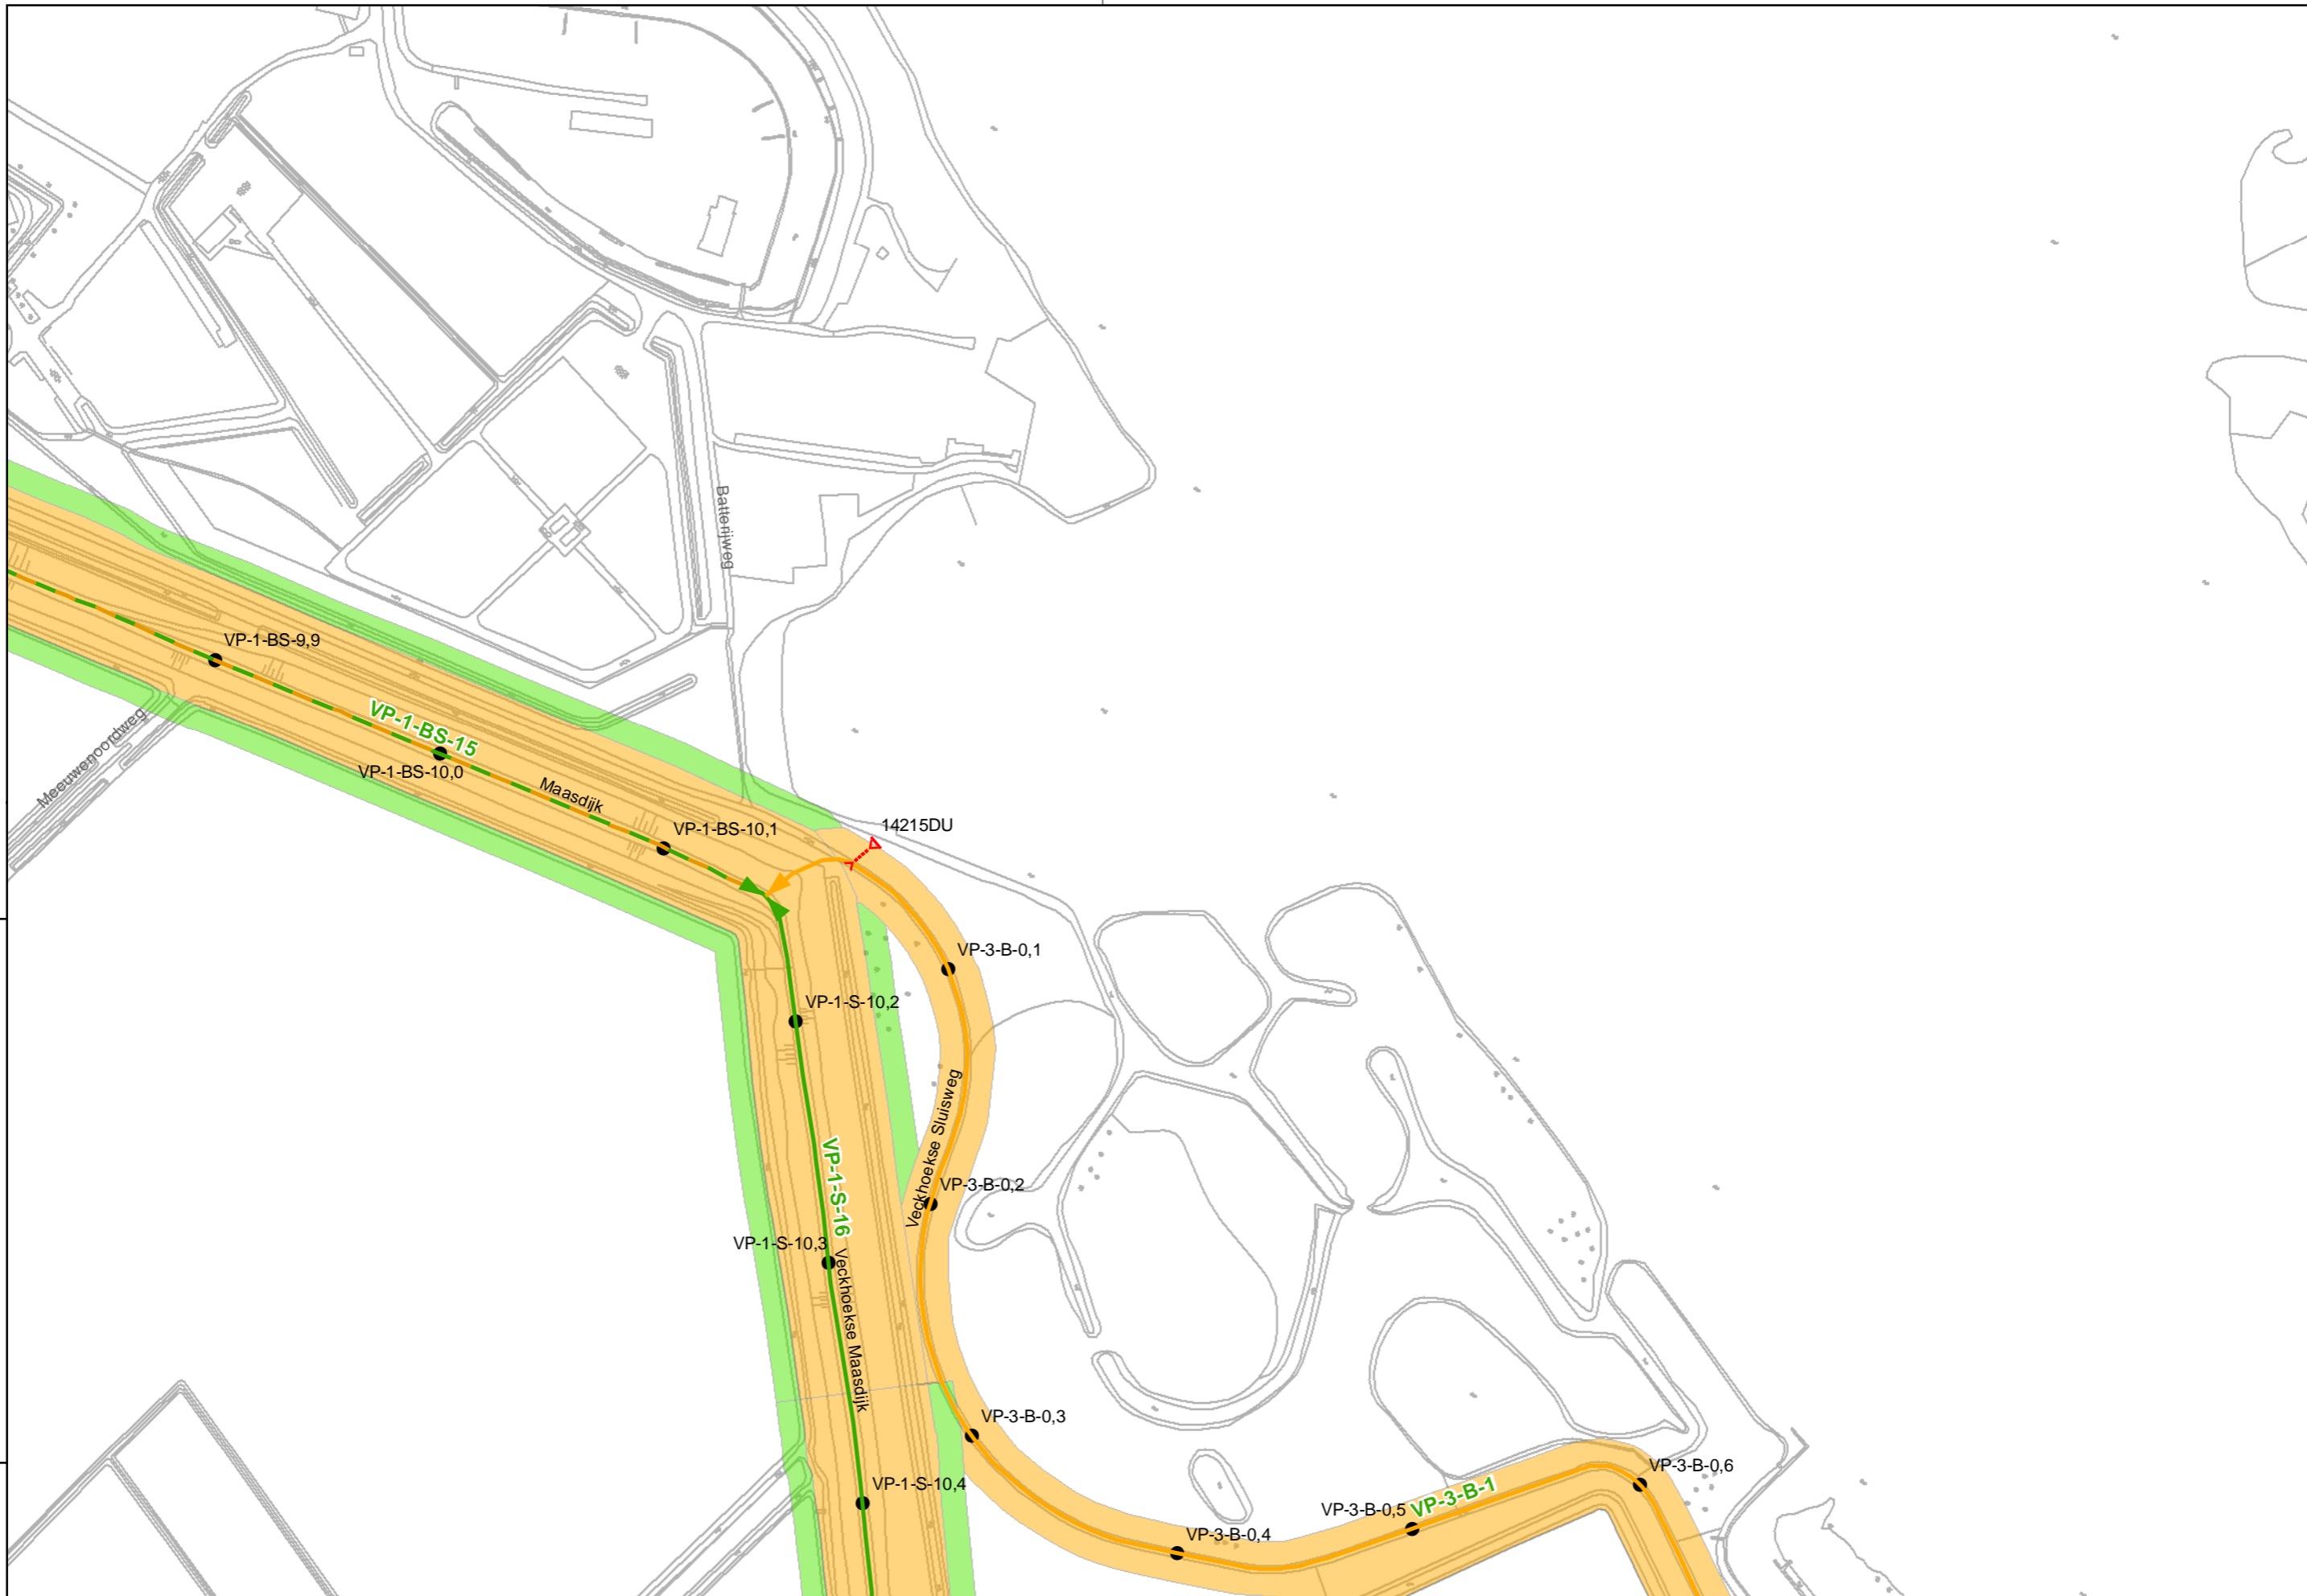 Batterijweg
VP-1-BS-9,9
VP-1-BS-15
Meeuwenoordweg
VP-1-BS-10,0
Maasdijk
VP-1-BS-10,1
14215DU
VP-3-B-0,1
VP-1-S-10,2
Veckhoekse Sluisweg
VP-1-S-16
VP-3-B-0,2
VP-1-S-10,3
Veckhoekse Maasdijk
VP-3-B-0,3
VP-3-B-0,6
VP-1-S-10,4
VP-3-B-1
VP-3-B-0,5
VP-3-B-0,4